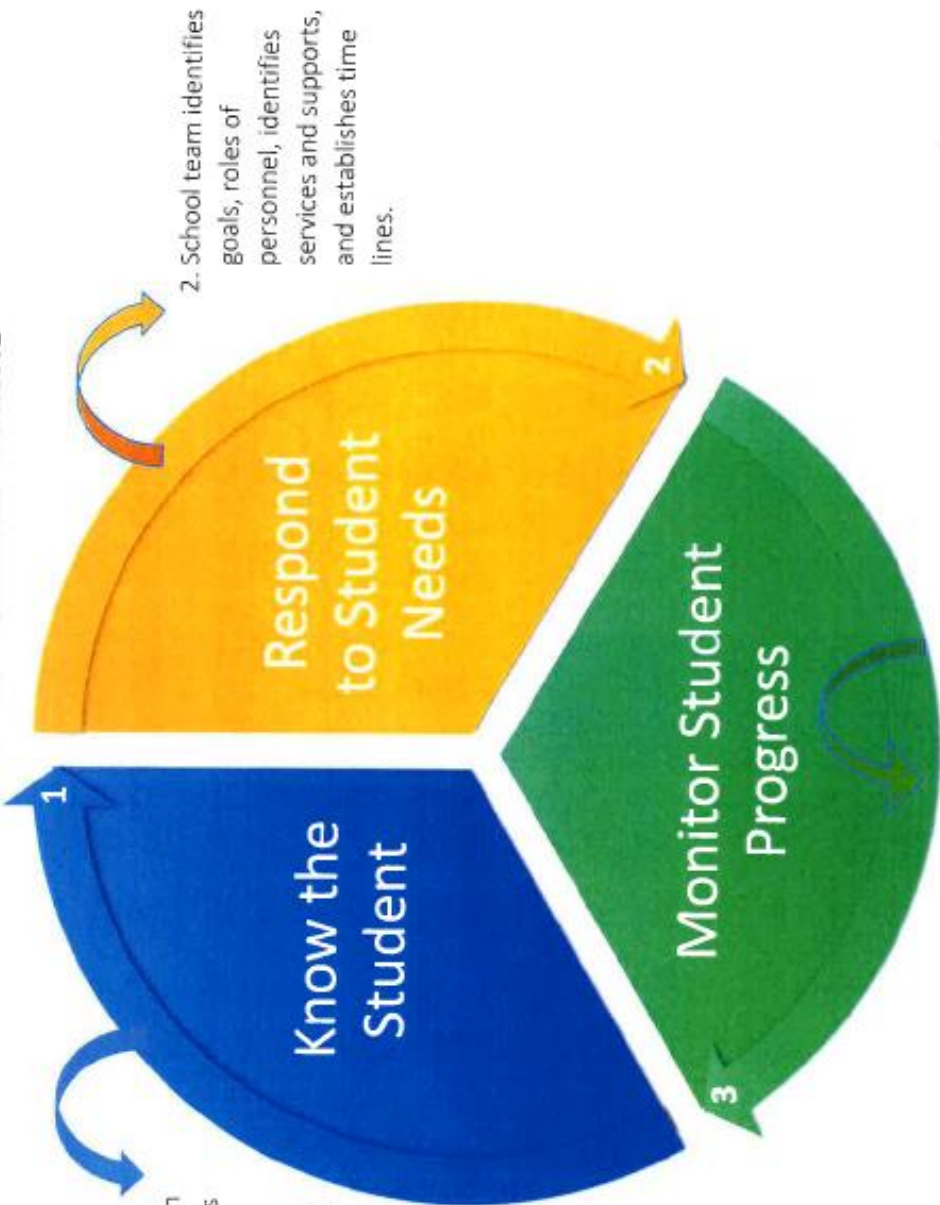 1
Know the
Student
Respond
to Student
Needs
2
2. School team identifies
goals, roles of
personnel, identifies
services and supports,
and establishes time
lines.
Monitor Student
Progress
3